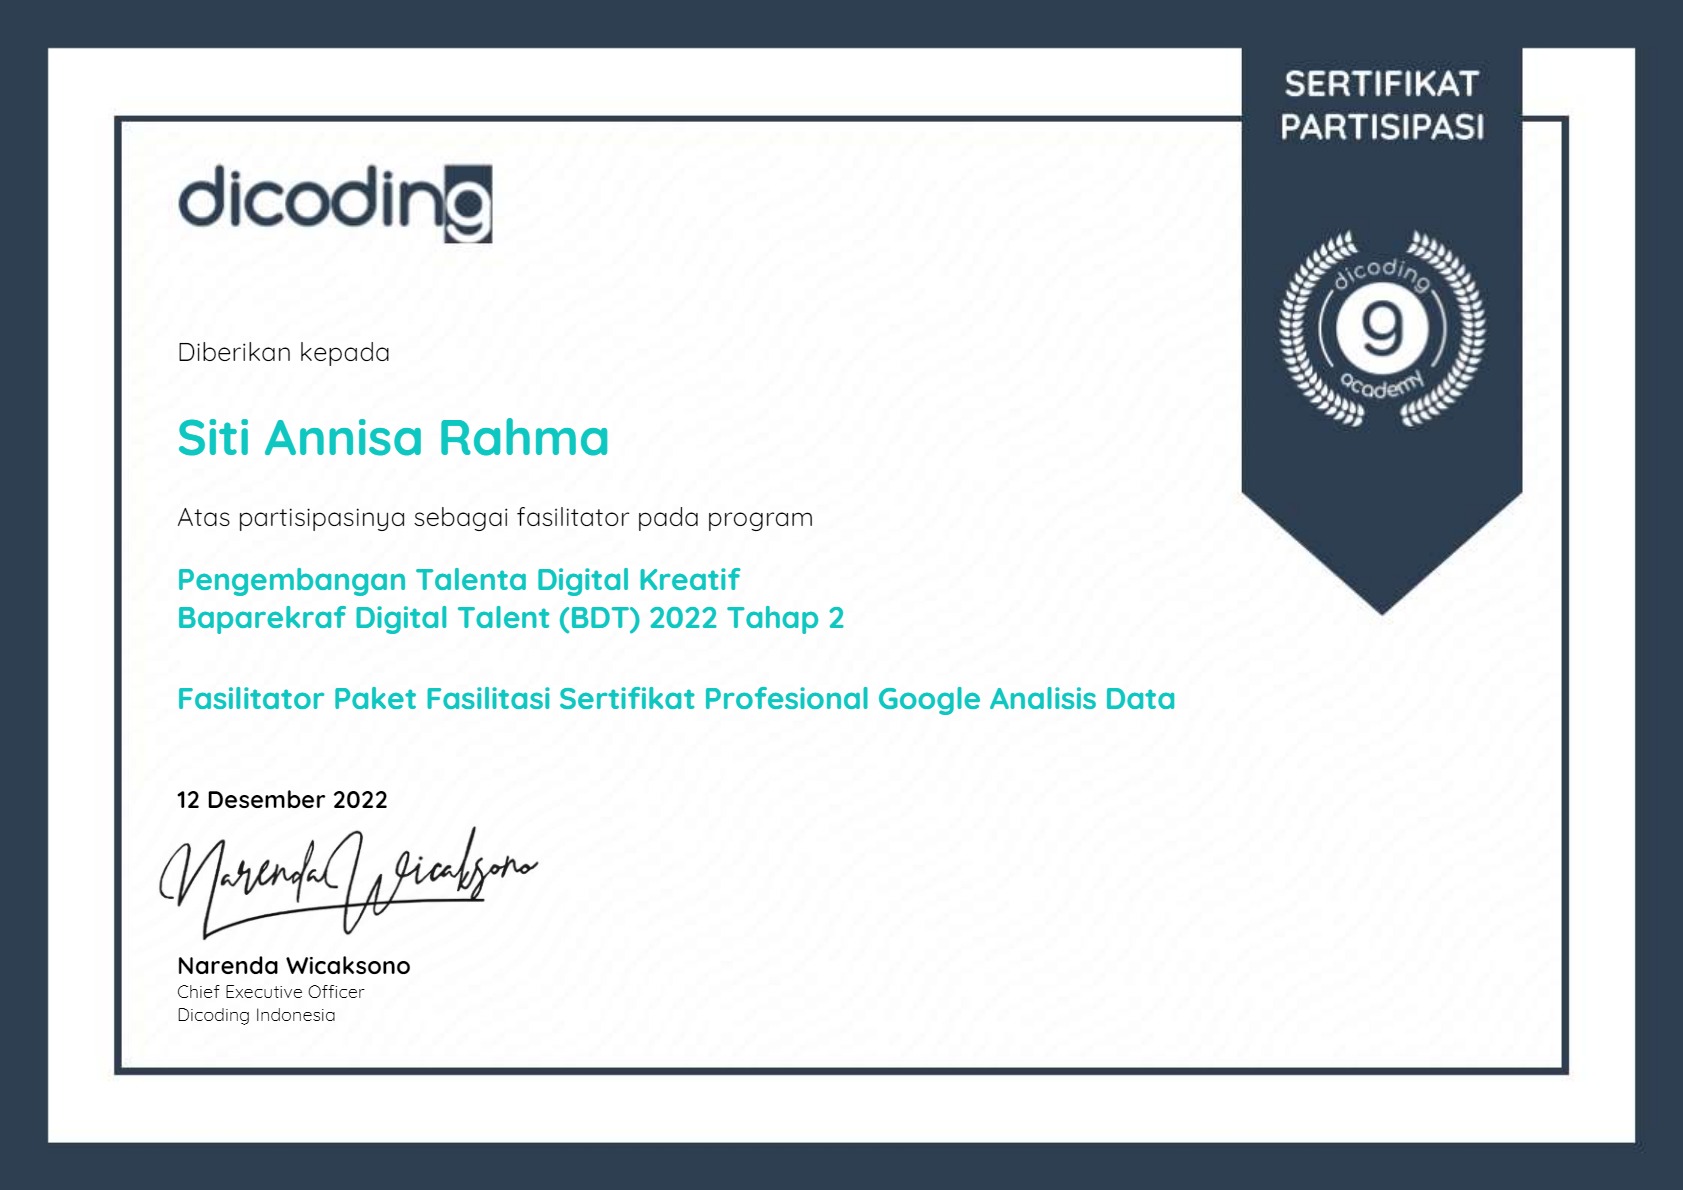 SERTIFIKAT
PARTISIPASI
dicoding
dicoding
9
academy
Diberikan kepada
Siti Annisa Rahma
Atas partisipasinya sebagai fasilitator pada program
Pengembangan Talenta Digital Kreatif
Baparekraf Digital Talent (BDT) 2022 Tahap 2
Fasilitator Paket Fasilitasi Sertifikat Profesional Google Analisis Data
12 Desember 2022
Narenda Wicaksono
Narenda Wicaksono
Chief Executive Officer
Dicoding Indonesia